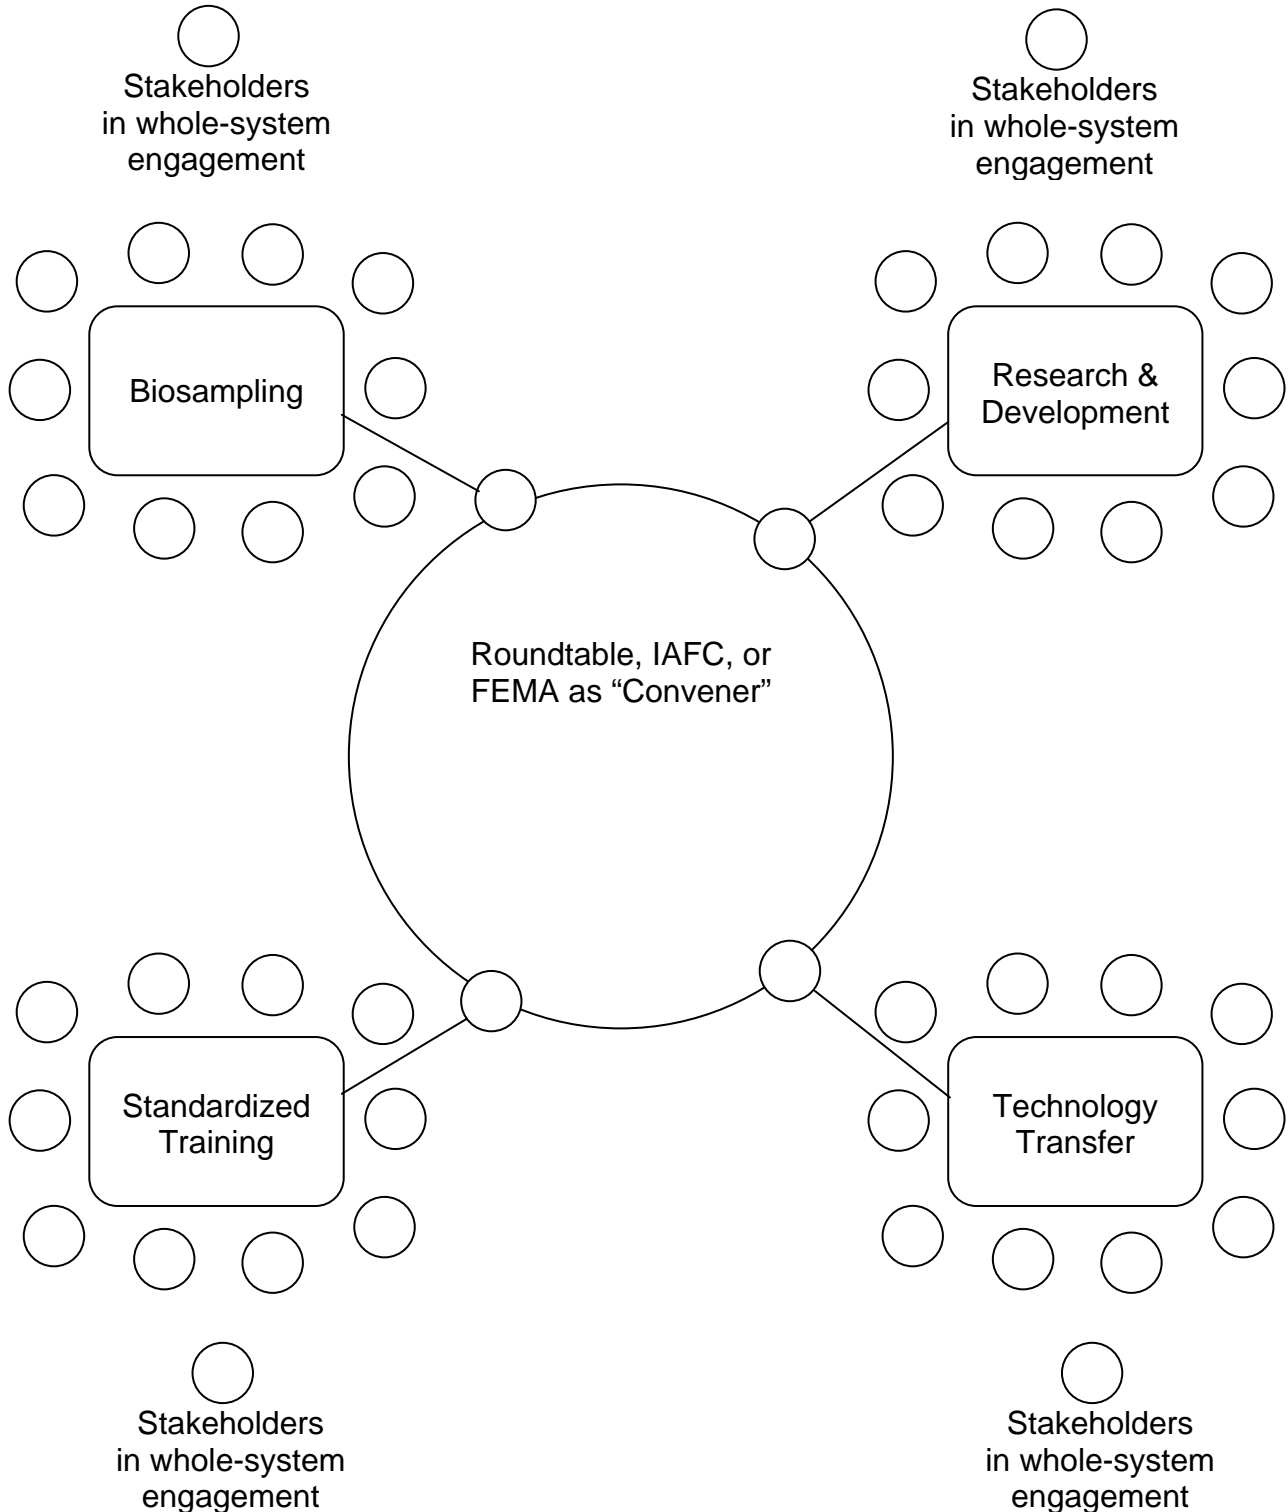 Stakeholders
in whole-system
engagement
Stakeholders
in whole-system
engagement
Biosampling
Research &
Development
Roundtable, IAFC, or
FEMA as “Convener”
Standardized
Training
Technology
Transfer
Stakeholders
in whole-system
engagement
Stakeholders
in whole-system
engagement